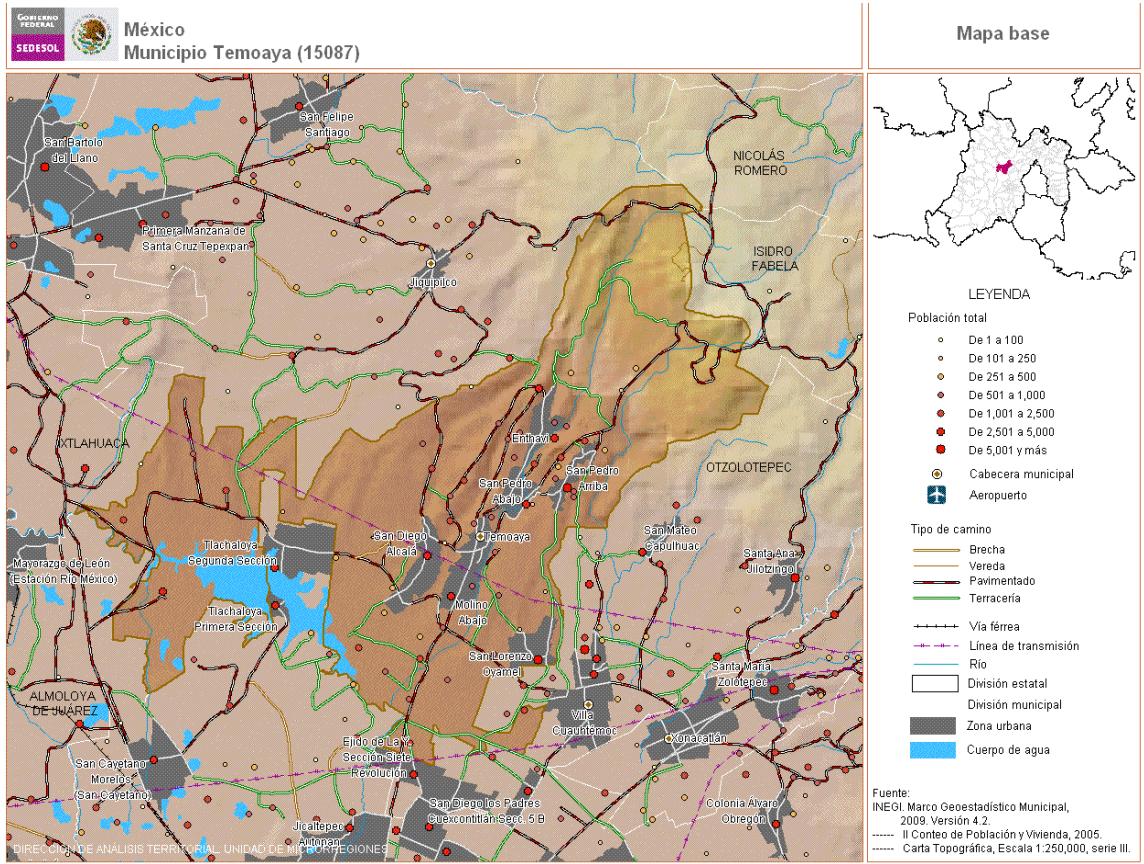 GOBIERNO
FEDERAL
SEDESOL
México
Municipio Temoaya (15087)
Mapa base
San Felipe
Santiago
San Bartolo
del Llano
NICOLÁS
ROMERO
Primera Manzana de
Santa Cruz Tepexpan
ISIDRO
FABELA
Jiquipilco
IXTLAHUACA
Enthavi
OTZOLOTEPEC
San Pedro
Arriba
San Pedro
Abajo
San Diego
Alcalá
Temoaya
San Mateo
Capulhuac
Tlachaloya
Segunda Sección
Santa Ana
Jilotzingo
Mayorazgo de León
(Estación Río México)
Tlachaloya
Primera Sección
Molino
Abajo
San Lorenzo
Oyamel
Santa María
Zolotepec
ALMOLOYA
DE JUÁREZ
Villa
Cuauhtémoc
Xonacatlán
Ejido de La Y
Sección Siete
Revolución
San Cayetano
Morelos
(San Cayetano)
San Diego los Padres
Cuexcontitlán Secc. 5 B
Colonia Álvaro
Obregón
Jicaltepec
Autopan
DIRECCIÓN DE ANÁLISIS TERRITORIAL. UNIDAD DE MICRORREGIONES
LEYENDA
Población total
De 1 a 100
De 101 a 250
De 251 a 500
De 501 a 1,000
De 1,001 a 2,500
De 2,501 a 5,000
De 5,001 y más
Cabecera municipal
Aeropuerto
Tipo de camino
Brecha
Vereda
Pavimentado
Terracería
Vía férrea
Línea de transmisión
Río
División estatal
División municipal
Zona urbana
Cuerpo de agua
Fuente:
INEGI. Marco Geoestadístico Municipal,
2009. Versión 4.2.
------ II Conteo de Población y Vivienda, 2005.
------ Carta Topográfica, Escala 1:250,000, serie III.